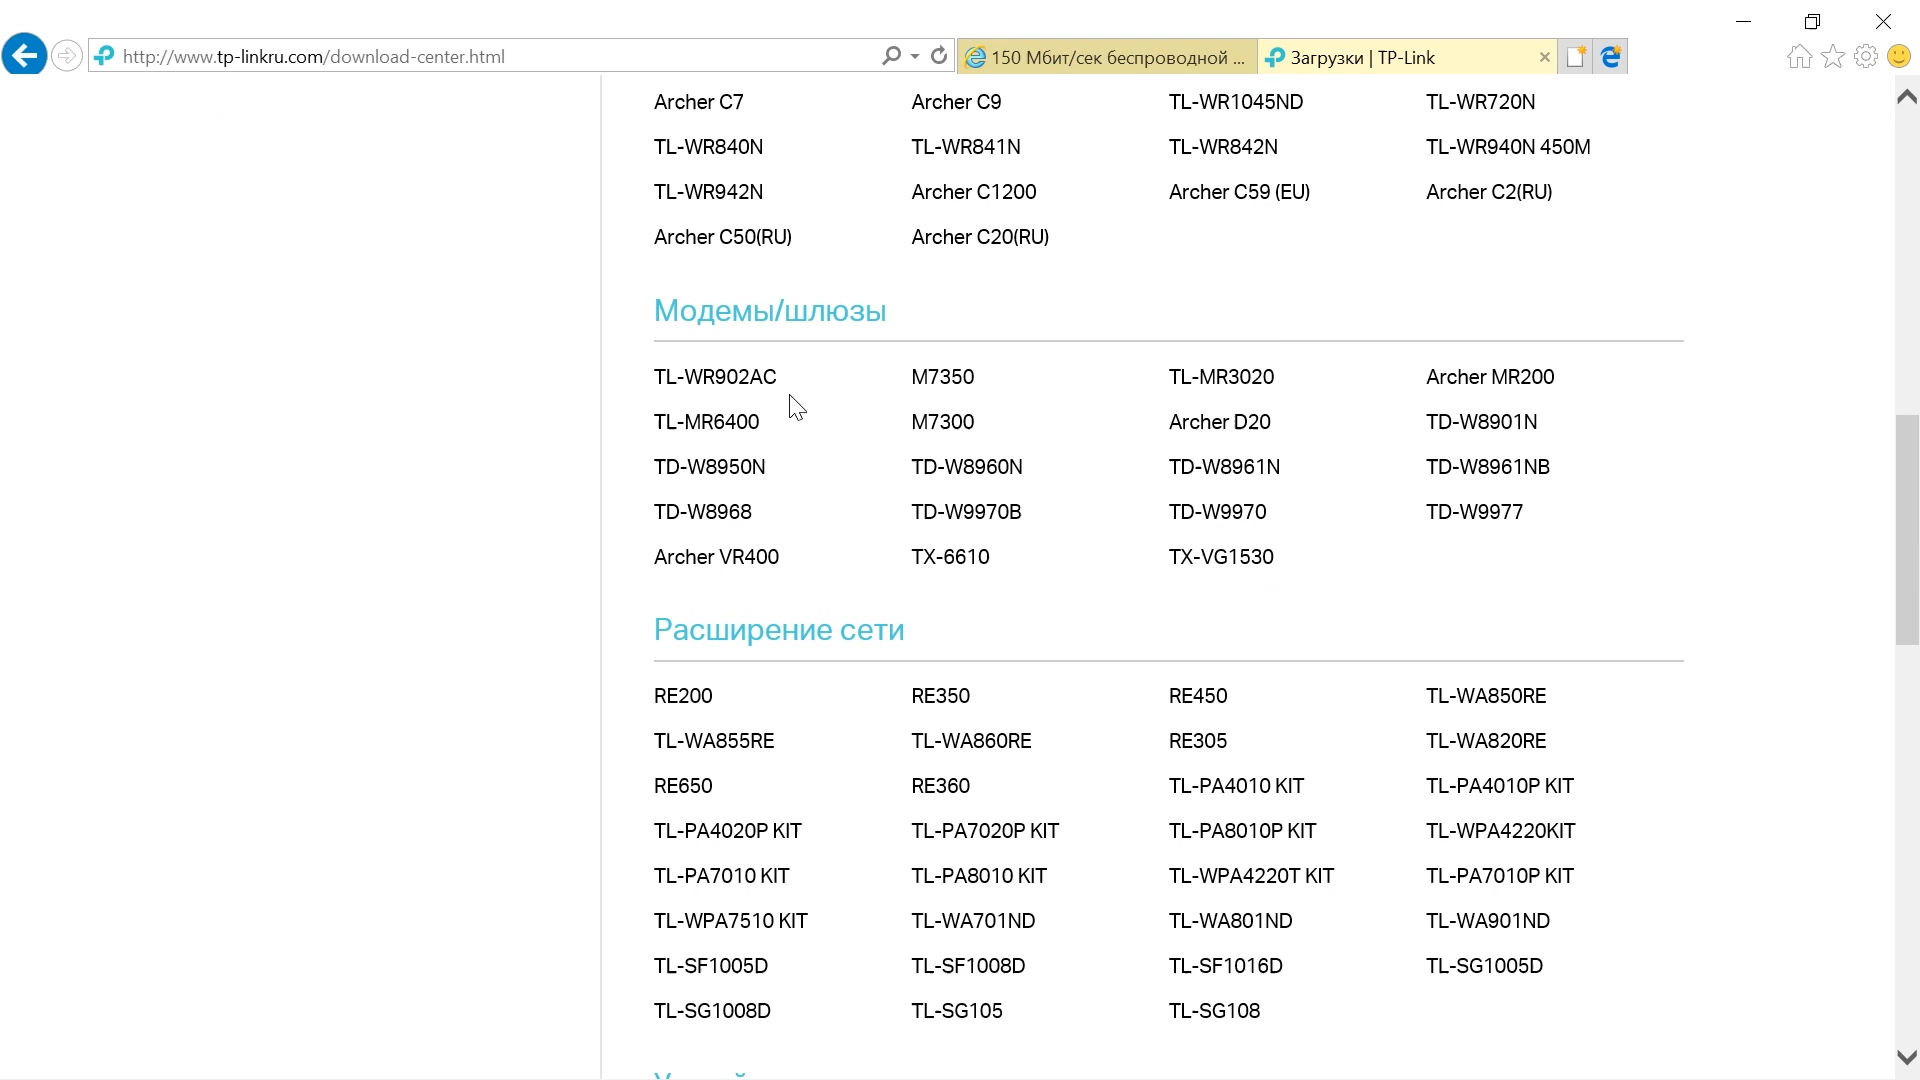 http://www.tp-linkru.com/download-center.html 150 Мбит/сек беспроводной ... Загрузки | TP-Link
Archer C7 Archer C9 TL-WR1045ND TL-WR720N
TL-WR840N TL-WR841N TL-WR842N TL-WR940N 450M
TL-WR942N Archer C1200 Archer C59 (EU) Archer C2(RU)
Archer C50(RU) Archer C20(RU)
Модемы/шлюзы
TL-WR902AC M7350 TL-MR3020 Archer MR200
TL-MR6400 M7300 Archer D20 TD-W8901N
TD-W8950N TD-W8960N TD-W8961N TD-W8961NB
TD-W8968 TD-W9970B TD-W9970 TD-W9977
Archer VR400 TX-6610 TX-VG1530
Расширение сети
RE200 RE350 RE450 TL-WA850RE
TL-WA855RE TL-WA860RE RE305 TL-WA820RE
RE650 RE360 TL-PA4010 KIT TL-PA4010P KIT
TL-PA4020P KIT TL-PA7020P KIT TL-PA8010P KIT TL-WPA4220KIT
TL-PA7010 KIT TL-PA8010 KIT TL-WPA4220T KIT TL-PA7010P KIT
TL-WPA7510 KIT TL-WA701ND TL-WA801ND TL-WA901ND
TL-SF1005D TL-SF1008D TL-SF1016D TL-SG1005D
TL-SG1008D TL-SG105 TL-SG108